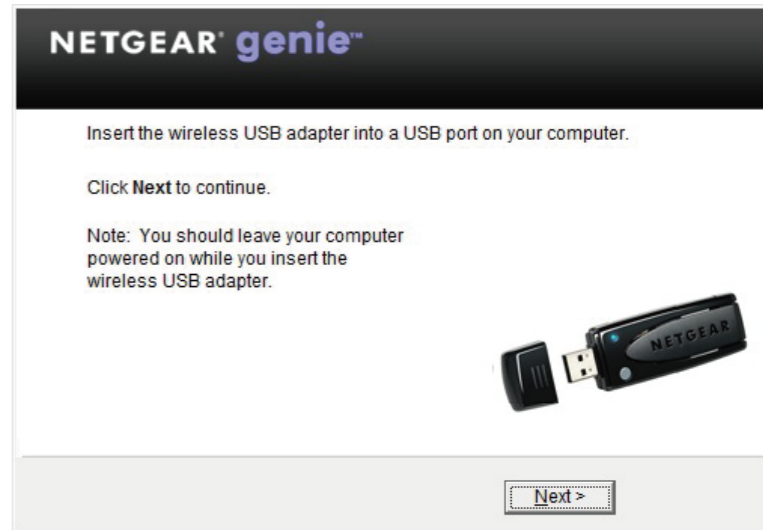 NETGEAR® genie™
Insert the wireless USB adapter into a USB port on your computer.
Click Next to continue.
Note: You should leave your computer
powered on while you insert the
wireless USB adapter.
NETGEAR
Next >